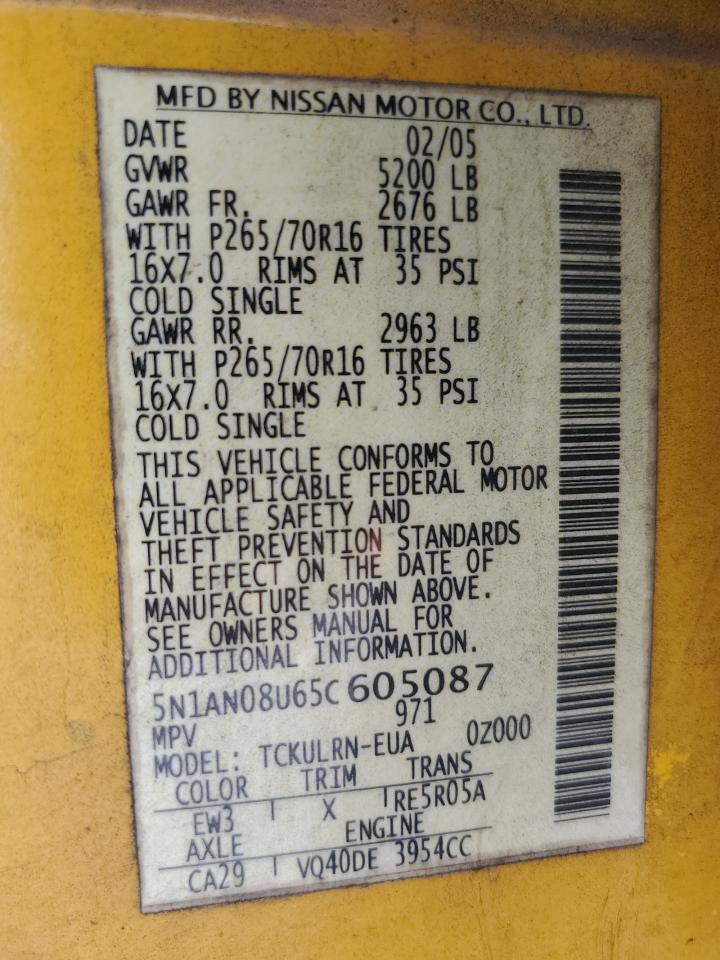 MFD BY NISSAN MOTOR CO., LTD.
DATE 02/05
GVWR 5200 LB
GAWR FR. 2676 LB
WITH P265/70R16 TIRES
16X7.0 RIMS AT 35 PSI
COLD SINGLE
GAWR RR. 2963 LB
WITH P265/70R16 TIRES
16X7.0 RIMS AT 35 PSI
COLD SINGLE
THIS VEHICLE CONFORMS TO
ALL APPLICABLE FEDERAL MOTOR
VEHICLE SAFETY AND
THEFT PREVENTION STANDARDS
IN EFFECT ON THE DATE OF
MANUFACTURE SHOWN ABOVE.
SEE OWNERS MANUAL FOR
ADDITIONAL INFORMATION.
5N1AN08U65C 605087
MPV 971
MODEL: TCKULRN-EUA 0Z000
COLOR TRIM TRANS
EW3 X RE5R05A
AXLE ENGINE
CA29 VQ40DE 3954CC